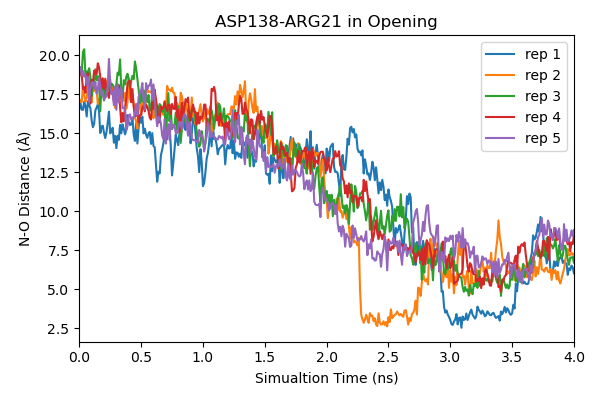 ASP138-ARG21 in Opening
N-O Distance (Å)
20.0
17.5
15.0
12.5
10.0
7.5
5.0
2.5
rep 1
rep 2
rep 3
rep 4
rep 5
0.0 0.5 1.0 1.5 2.0 2.5 3.0 3.5 4.0
Simualtion Time (ns)